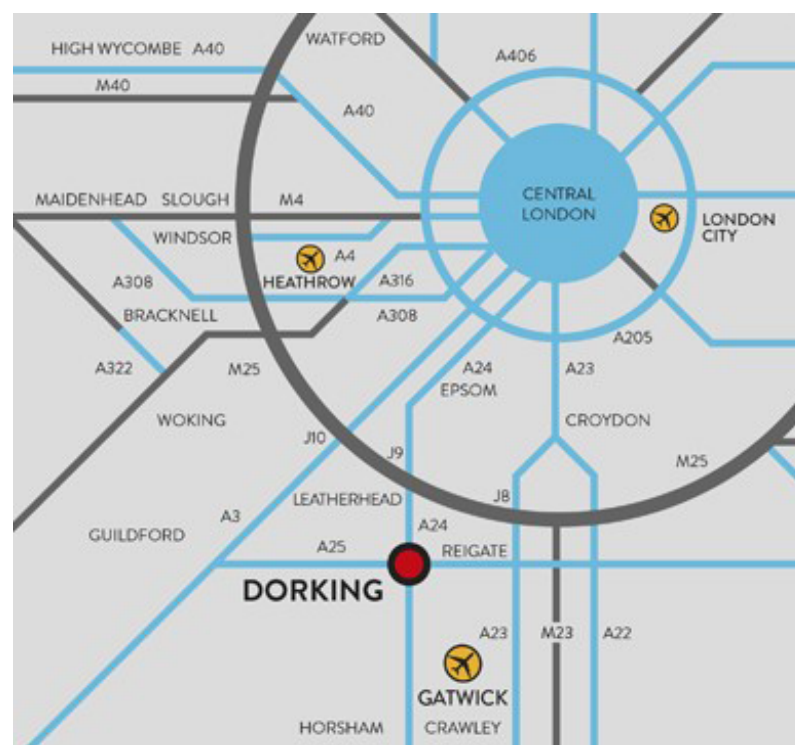 WATFORD
HIGH WYCOMBE A40
A406
M40
A40
MAIDENHEAD SLOUGH M4
CENTRAL
LONDON
LONDON
CITY
WINDSOR
A4
HEATHROW
A308
A316
BRACKNELL
A308
A205
A322
M25
A24
A23
EPSOM
WOKING
CROYDON
J10
J9
M25
LEATHERHEAD
J8
A3
A24
GUILDFORD
A25
REIGATE
DORKING
A23
M23
A22
GATWICK
HORSHAM
CRAWLEY